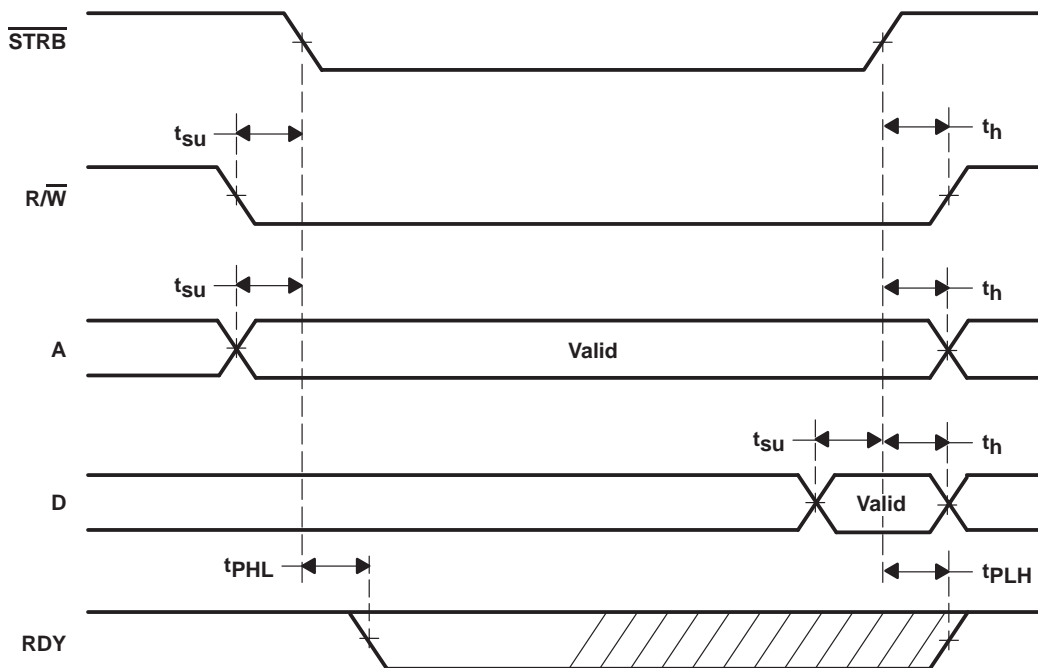 STRB
tsu
th
R/W
tsu
th
A
Valid
tsu
th
D
Valid
tPHL
tPLH
RDY